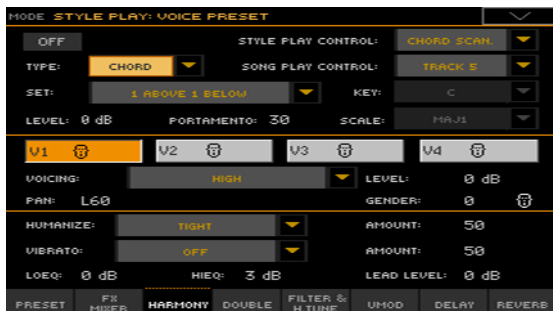 MODE STYLE PLAY: VOICE PRESET
OFF STYLE PLAY CONTROL: CHORD SCAN.
TYPE: CHORD SONG PLAY CONTROL: TRACK 5
SET: 1 ABOVE 1 BELOW KEY: C
LEVEL: 0 dB PORTAMENTO: 30 SCALE: MAJ1
V1 V2 V3 V4
VOICING: HIGH LEVEL: 0 dB
PAN: L60 GENDER: 0
HUMANIZE: TIGHT AMOUNT: 50
VIBRATO: OFF AMOUNT: 50
LOEQ: 0 dB HIEQ: 3 dB LEAD LEVEL: 0 dB
PRESET FX MIXER HARMONY DOUBLE FILTER & H.TUNE UMOD DELAY REVERB